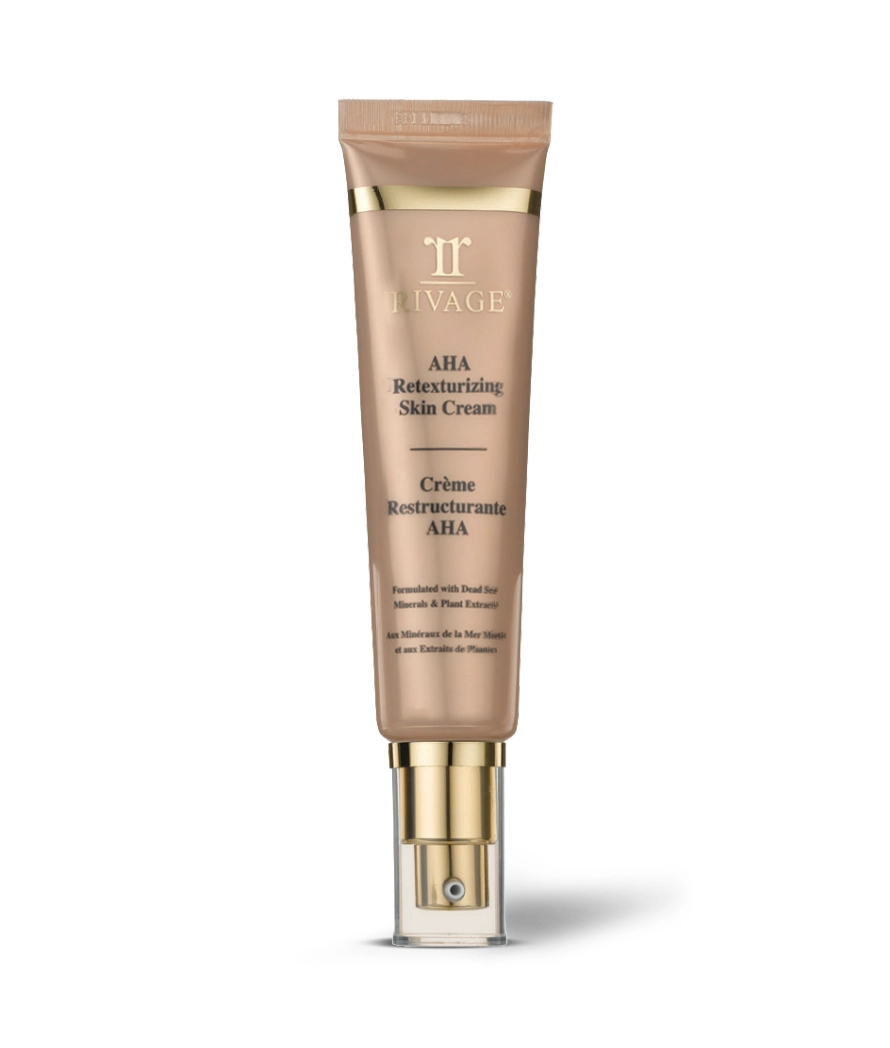 RIVAGE®
AHA
Retexturizing
Skin Cream
Crème
Restructurante
AHA
Formulated with Dead Sea
Minerals & Plant Extracts
Aux Minéraux de la Mer Morte
et aux Extraits de Plantes